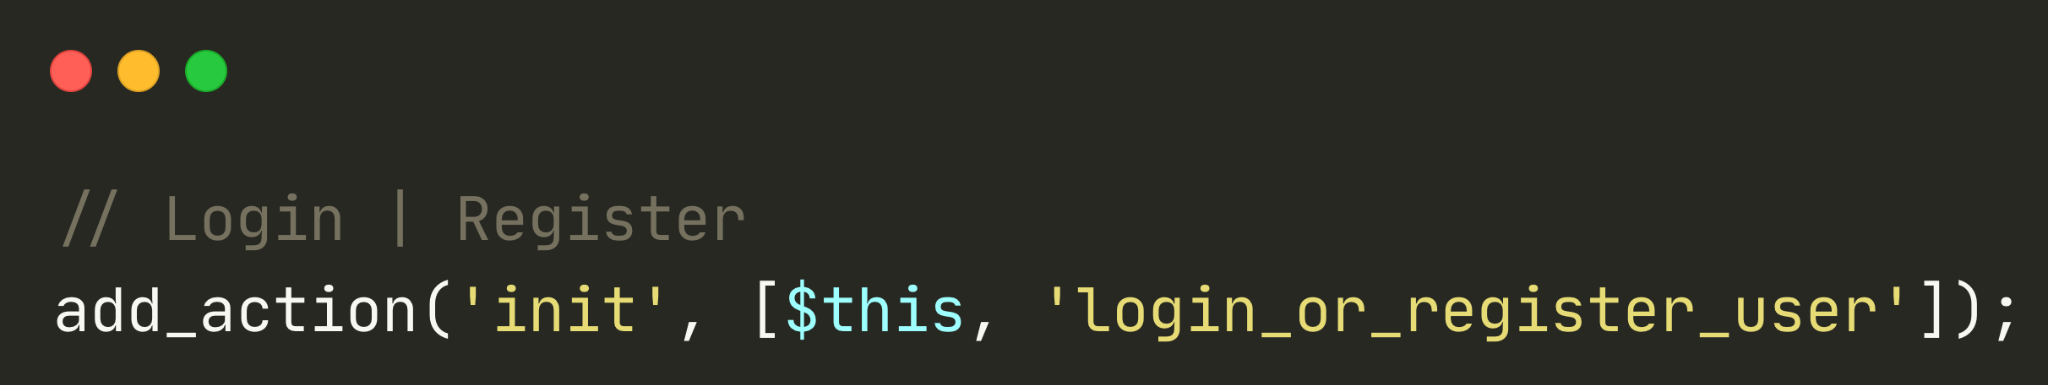 // Login | Register
add_action('init', [$this, 'login_or_register_user']);